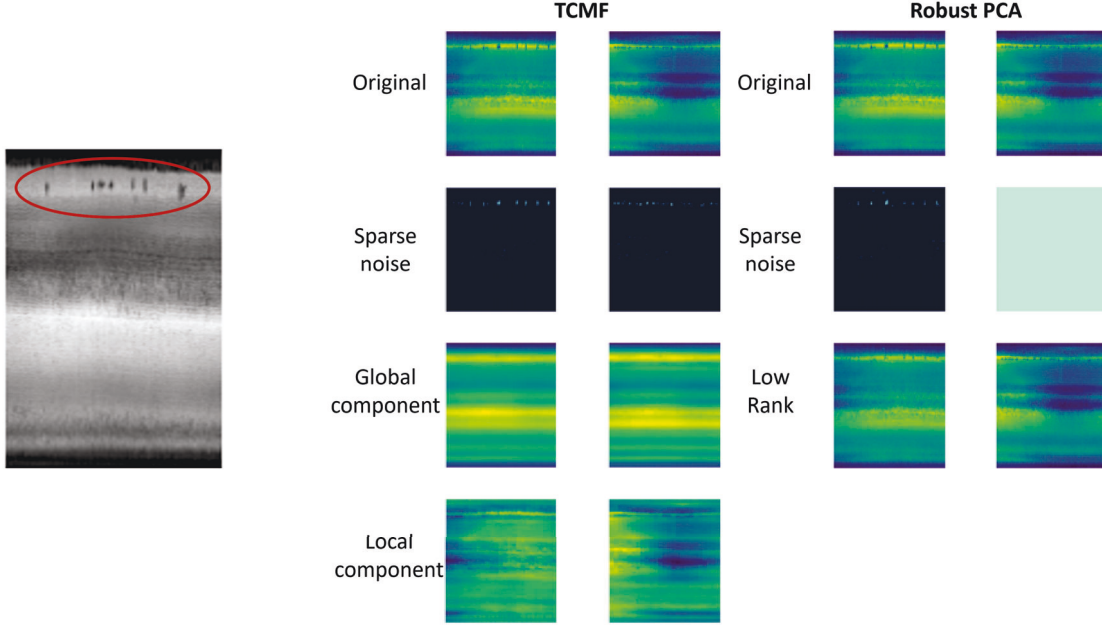 TCMF
Robust PCA
Original
Original
Sparse
noise
Sparse
noise
Global
component
Low
Rank
Local
component